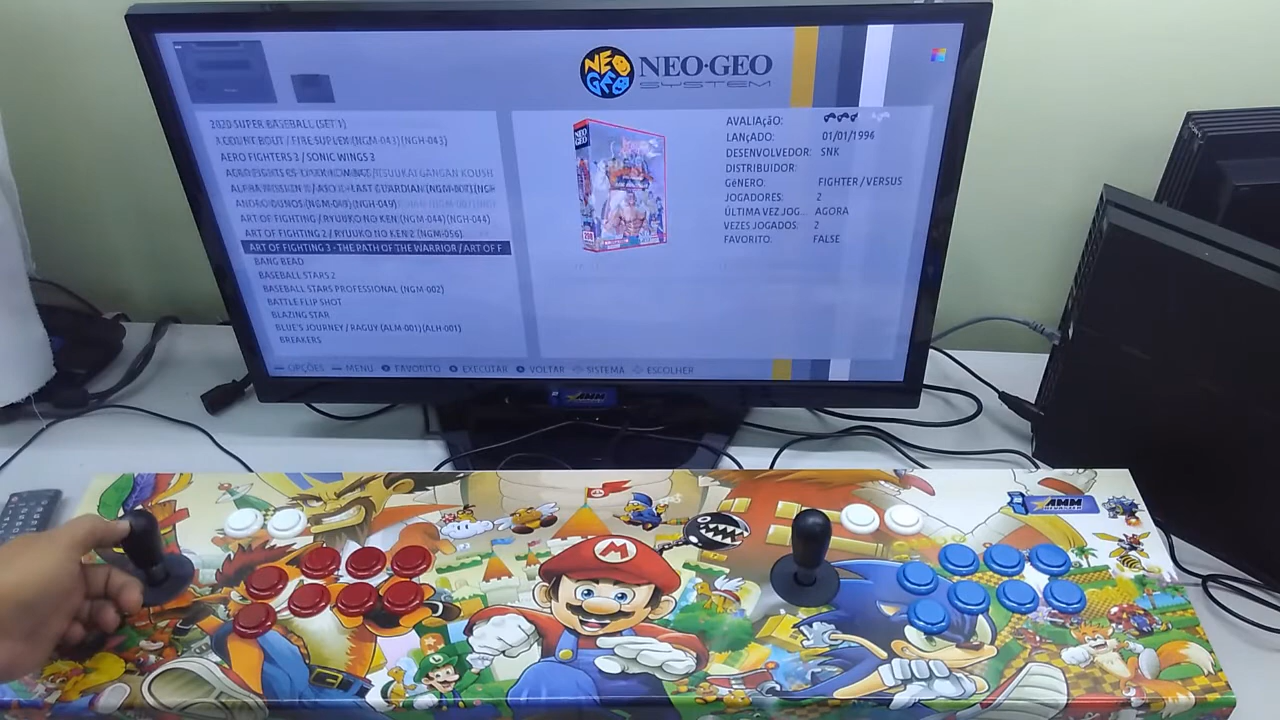 NEO
GEO
NEO·GEO
SYSTEM
2020 SUPER BASEBALL (SET 1)
3 COUNT BOUT / FIRE SUPLEX (NGM-043)(NGH-043)
AERO FIGHTERS 3 / SONIC WINGS 3
ART OF FIGHTING / RYUUKO NO KEN (NGM-044)(NGH-044)
ART OF FIGHTING 2 / RYUUKO NO KEN 2 (NGM-056)
ART OF FIGHTING 3 - THE PATH OF THE WARRIOR / ART OF F
BANG BEAD
BASEBALL STARS 2
BASEBALL STARS PROFESSIONAL (NGM-002)
BATTLE FLIP SHOT
BLAZING STAR
BLUE'S JOURNEY / RAGUY (ALM-001)(ALH-001)
BREAKERS
NEO
GEO
AVALIAÇÃO:
LANÇADO: 01/01/1996
DESENVOLVEDOR: SNK
DISTRIBUIDOR:
GÊNERO: FIGHTER / VERSUS
JOGADORES: 2
ÚLTIMA VEZ JOG... AGORA
VEZES JOGADOS: 2
FAVORITO: FALSE
OPÇÕES MENU FAVORITO EXECUTAR VOLTAR SISTEMA ESCOLHER
AMM
AMM
M